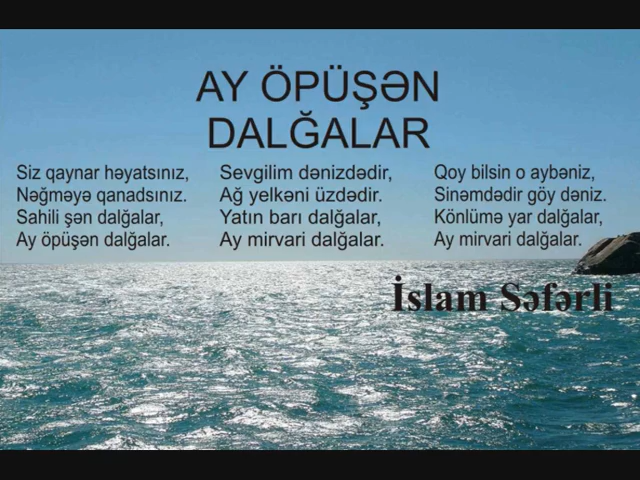 AY ÖPÜŞƏN
DALĞALAR
Siz qaynar həyatsınız,
Nəğməyə qanadsınız.
Sahili şən dalğalar,
Ay öpüşən dalğalar.
Sevgilim dənizdədir,
Ağ yelkəni üzdədir.
Yatın barı dalğalar,
Ay mirvari dalğalar.
Qoy bilsin o aybəniz,
Sinəmdədir göy dəniz.
Könlümə yar dalğalar,
Ay mirvari dalğalar.
İslam Səfərli